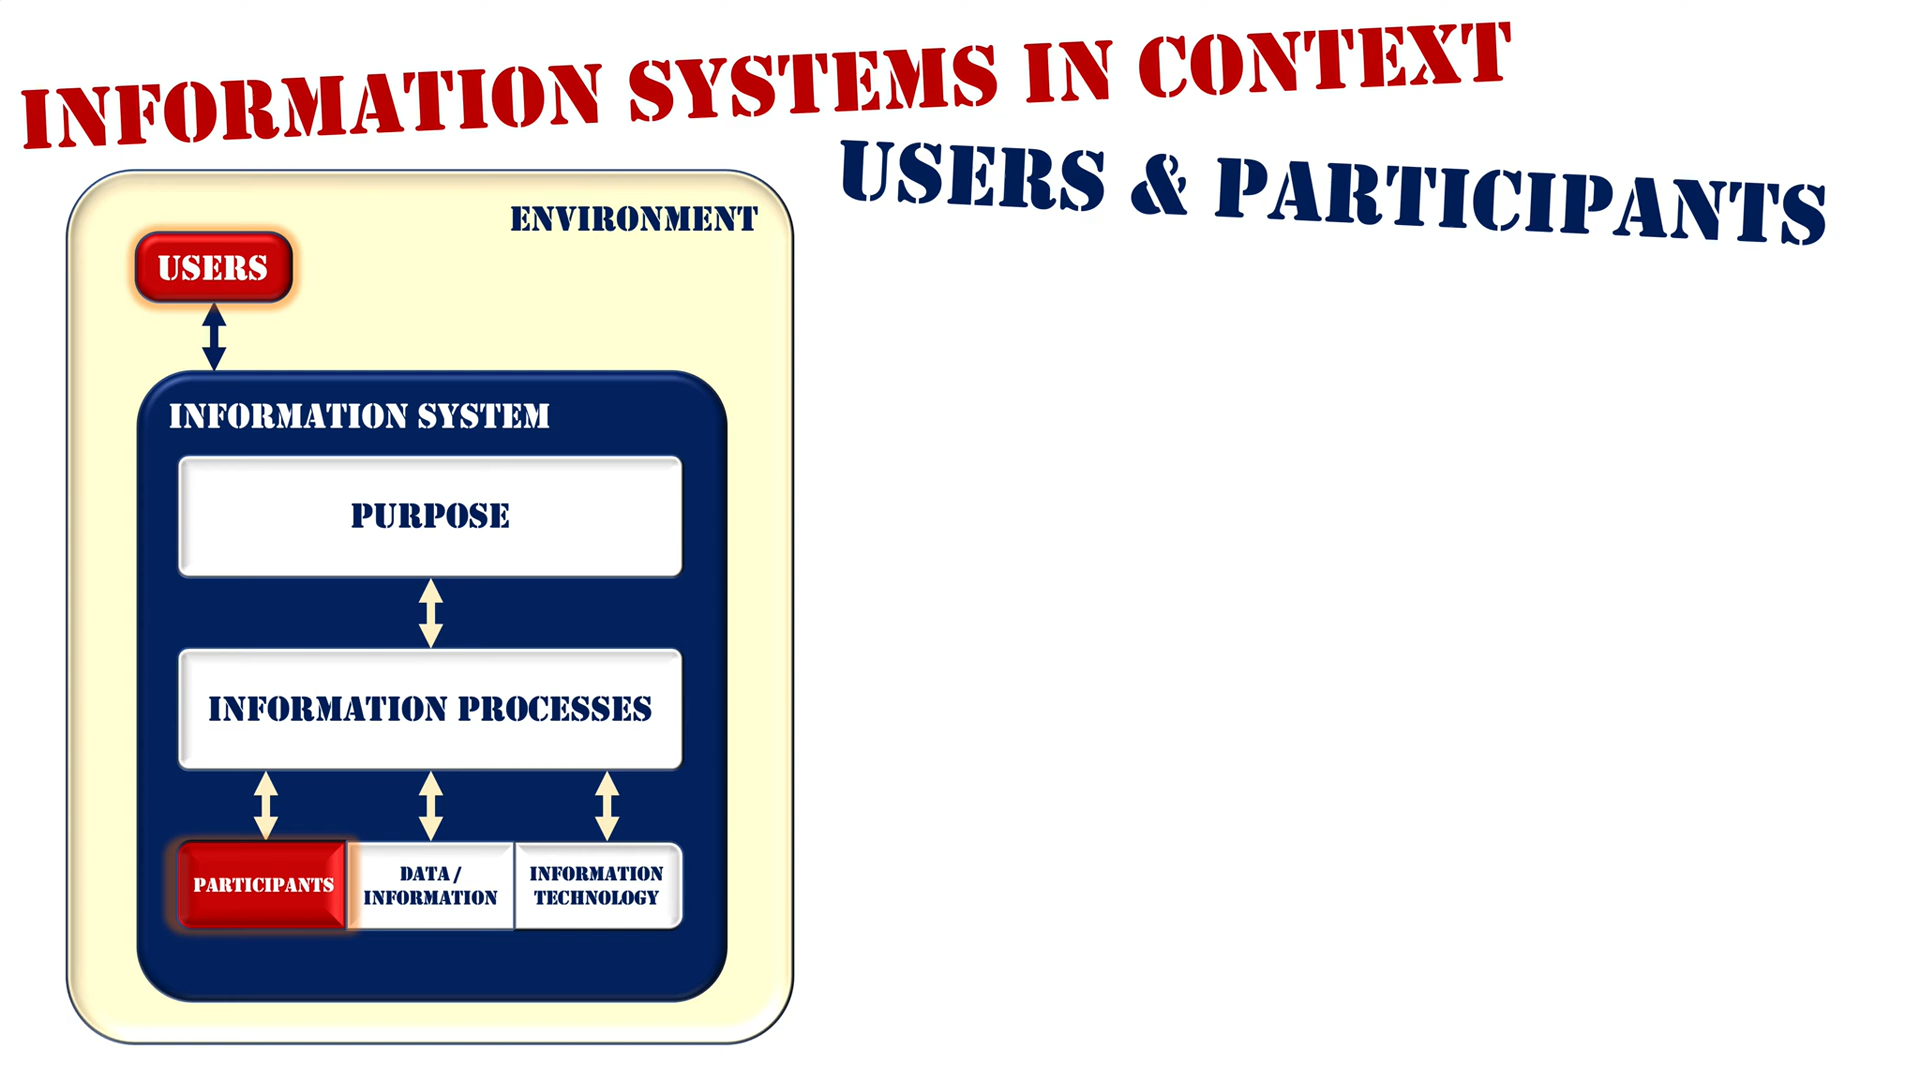 INFORMATION SYSTEMS IN CONTEXT
USERS & PARTICIPANTS
ENVIRONMENT
USERS
INFORMATION SYSTEM
PURPOSE
INFORMATION PROCESSES
PARTICIPANTS
DATA /
INFORMATION
INFORMATION
TECHNOLOGY